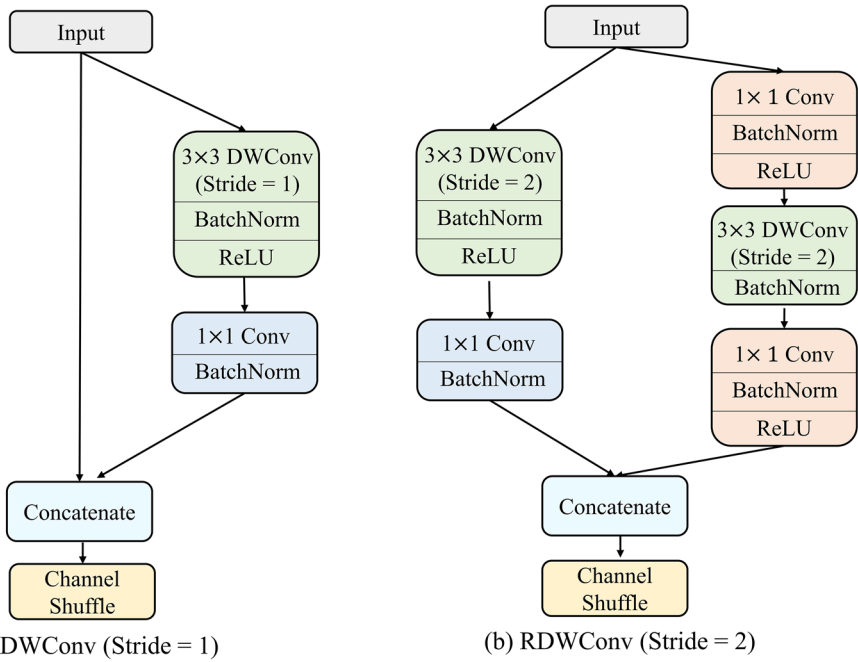 Input
3×3 DWConv
(Stride = 1)
BatchNorm
ReLU
1×1 Conv
BatchNorm
Concatenate
Channel
Shuffle
DWConv (Stride = 1)
Input
3×3 DWConv
(Stride = 2)
BatchNorm
ReLU
1×1 Conv
BatchNorm
1× 1 Conv
BatchNorm
ReLU
3×3 DWConv
(Stride = 2)
BatchNorm
1× 1 Conv
BatchNorm
ReLU
Concatenate
Channel
Shuffle
(b) RDWConv (Stride = 2)